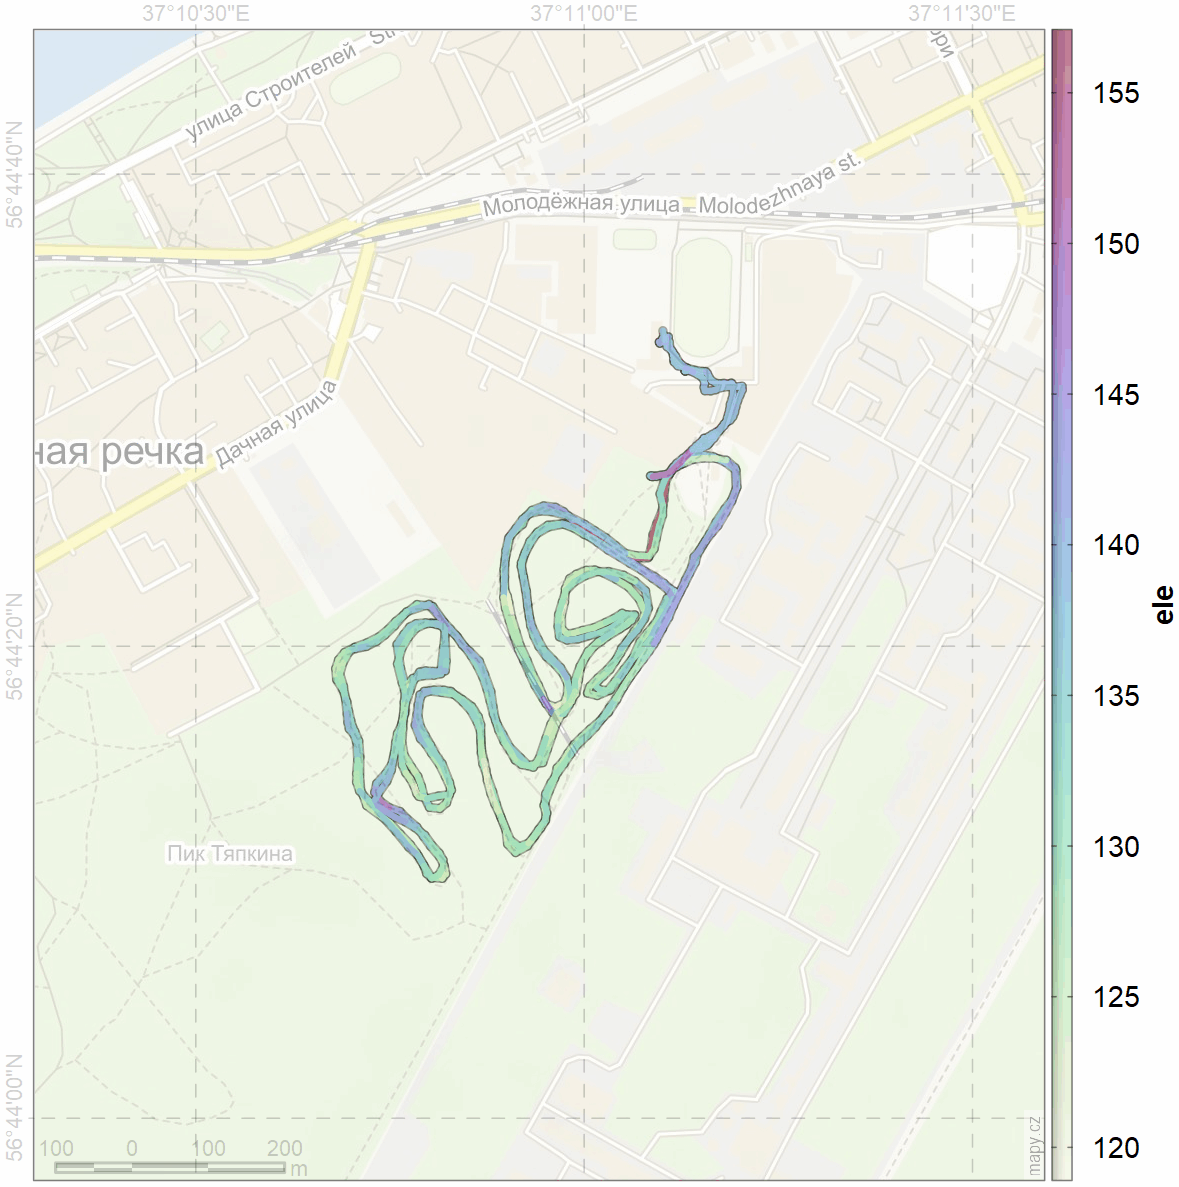 37°10'30"E
37°11'00"E
37°11'30"E
улица Строителей Str
ори
56°44'40"N
Молодёжная улица Molodezhnaya st.
Дачная улица
ная речка
56°44'20"N
Пик Тяпкина
56°44'00"N
100 0 100 200
m
mapy.cz
155
150
145
140
135
130
125
120
ele